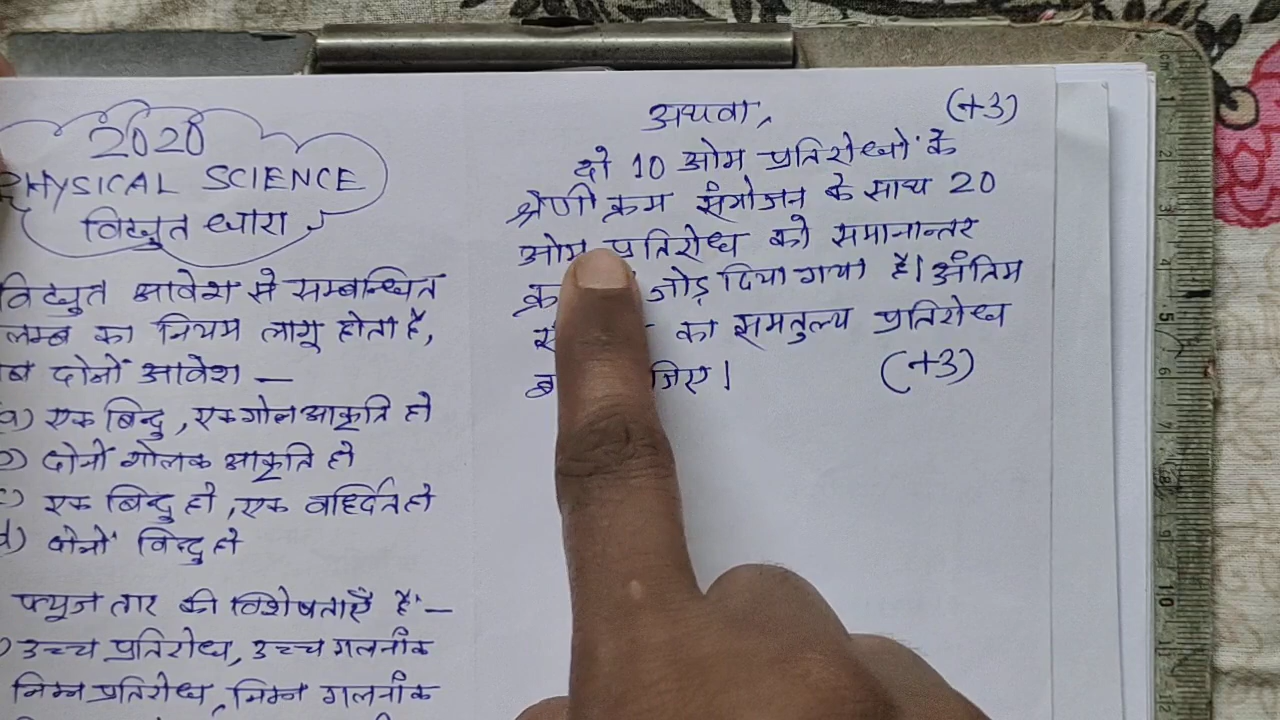 2020
PHYSICAL SCIENCE
विद्युत धारा
विद्युत आवेश से सम्बन्धित
लम्ब का नियम लागू होता है,
दोनों आवेश —
(a) एक बिन्दु, एक गोल आकृति हो
दोनों गोलक आकृति हो
एक बिन्दु हो, एक वहिर्दित हो
दोनों विन्दु हो
फ्यूज तार की विशेषताएँ हैं —
उच्च प्रतिरोध, उच्च गलनांक
निम्न प्रतिरोध, निम्न गलनांक
अथवा, (+3)
दो 10 ओम प्रतिरोधों के
श्रेणी क्रम संयोजन के साथ 20
ओम प्रतिरोध को समानान्तर
जोड़ दिया गया है। अंतिम
का समतुल्य प्रतिरोध
(+3)